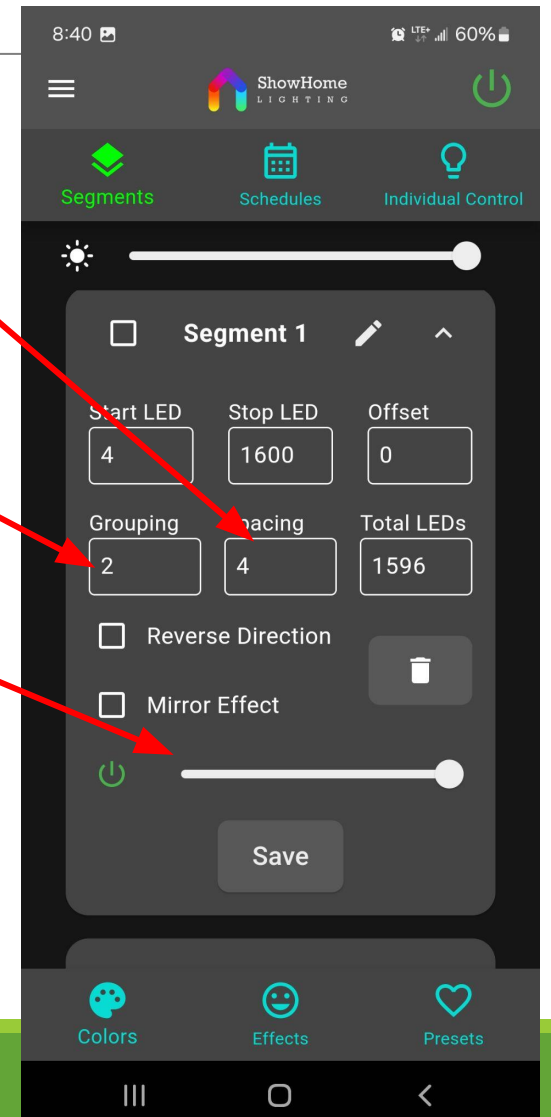 8:40 LTE+ 60%
ShowHome
LIGHTING
Segments Schedules Individual Control
Segment 1
Start LED Stop LED Offset
4 1600 0
Grouping pacing Total LEDs
2 4 1596
Reverse Direction
Mirror Effect
Save
Colors Effects Presets